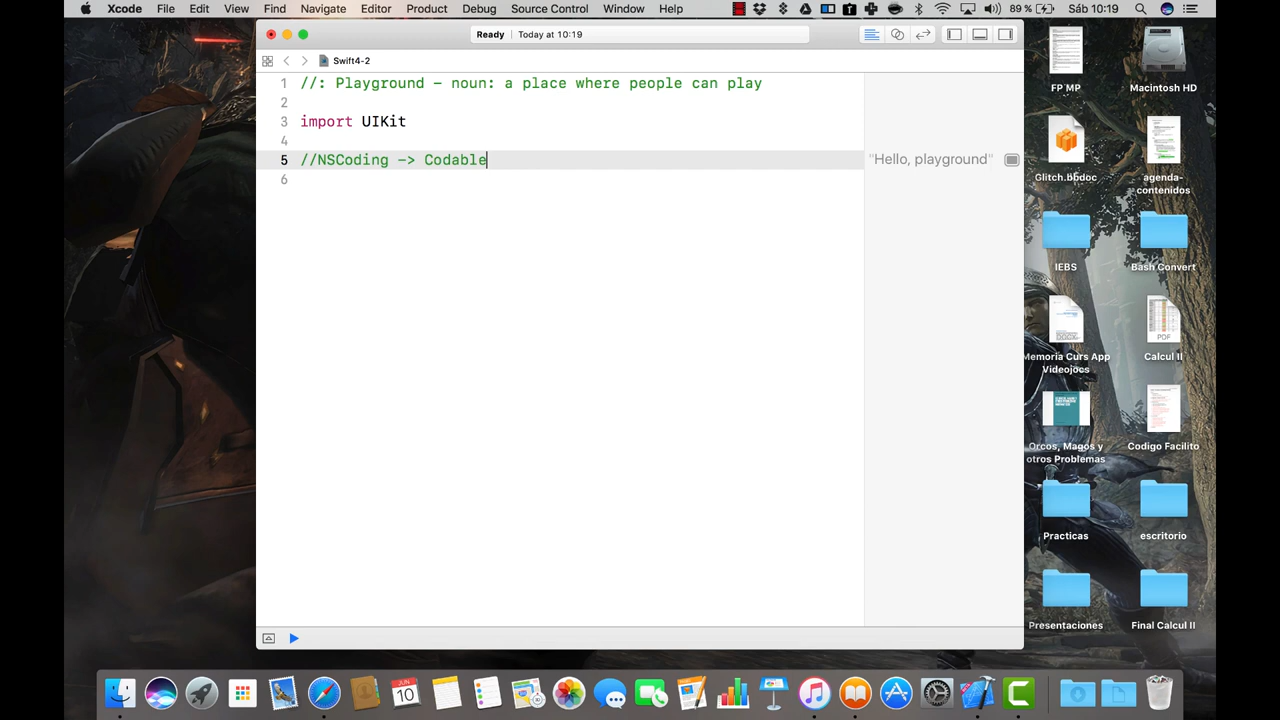 Xcode File Edit View Find Navigate Editor Product Debug Source Control Window Help 89 % Sáb 10:19
Ready Today at 10:19
1 //: Playground – noun: a place where people can play
2
3 import UIKit
5 //NSCoding –> Codable
"Hello, playground"
6
FP MP
Macintosh HD
Glitch.bbdoc
agenda-
contenidos
IEBS
Bash Convert
PDF
Memoria Curs App
Videojocs
Calcul II
Orcos, Magos y
otros Problemas
Codigo Facilito
Practicas
escritorio
Presentaciones
Final Calcul II
JUN
10